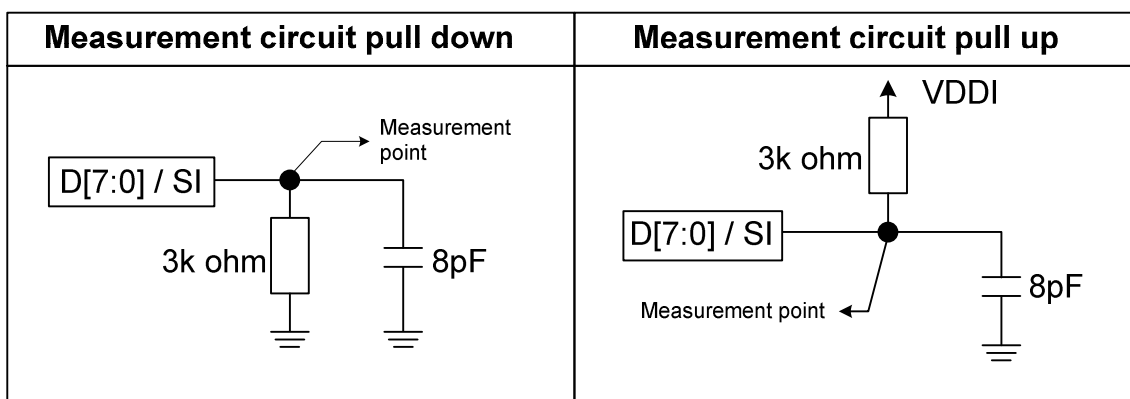 Measurement circuit pull down
Measurement
point
D[7:0] / SI
3k ohm
8pF
Measurement circuit pull up
VDDI
3k ohm
D[7:0] / SI
8pF
Measurement point